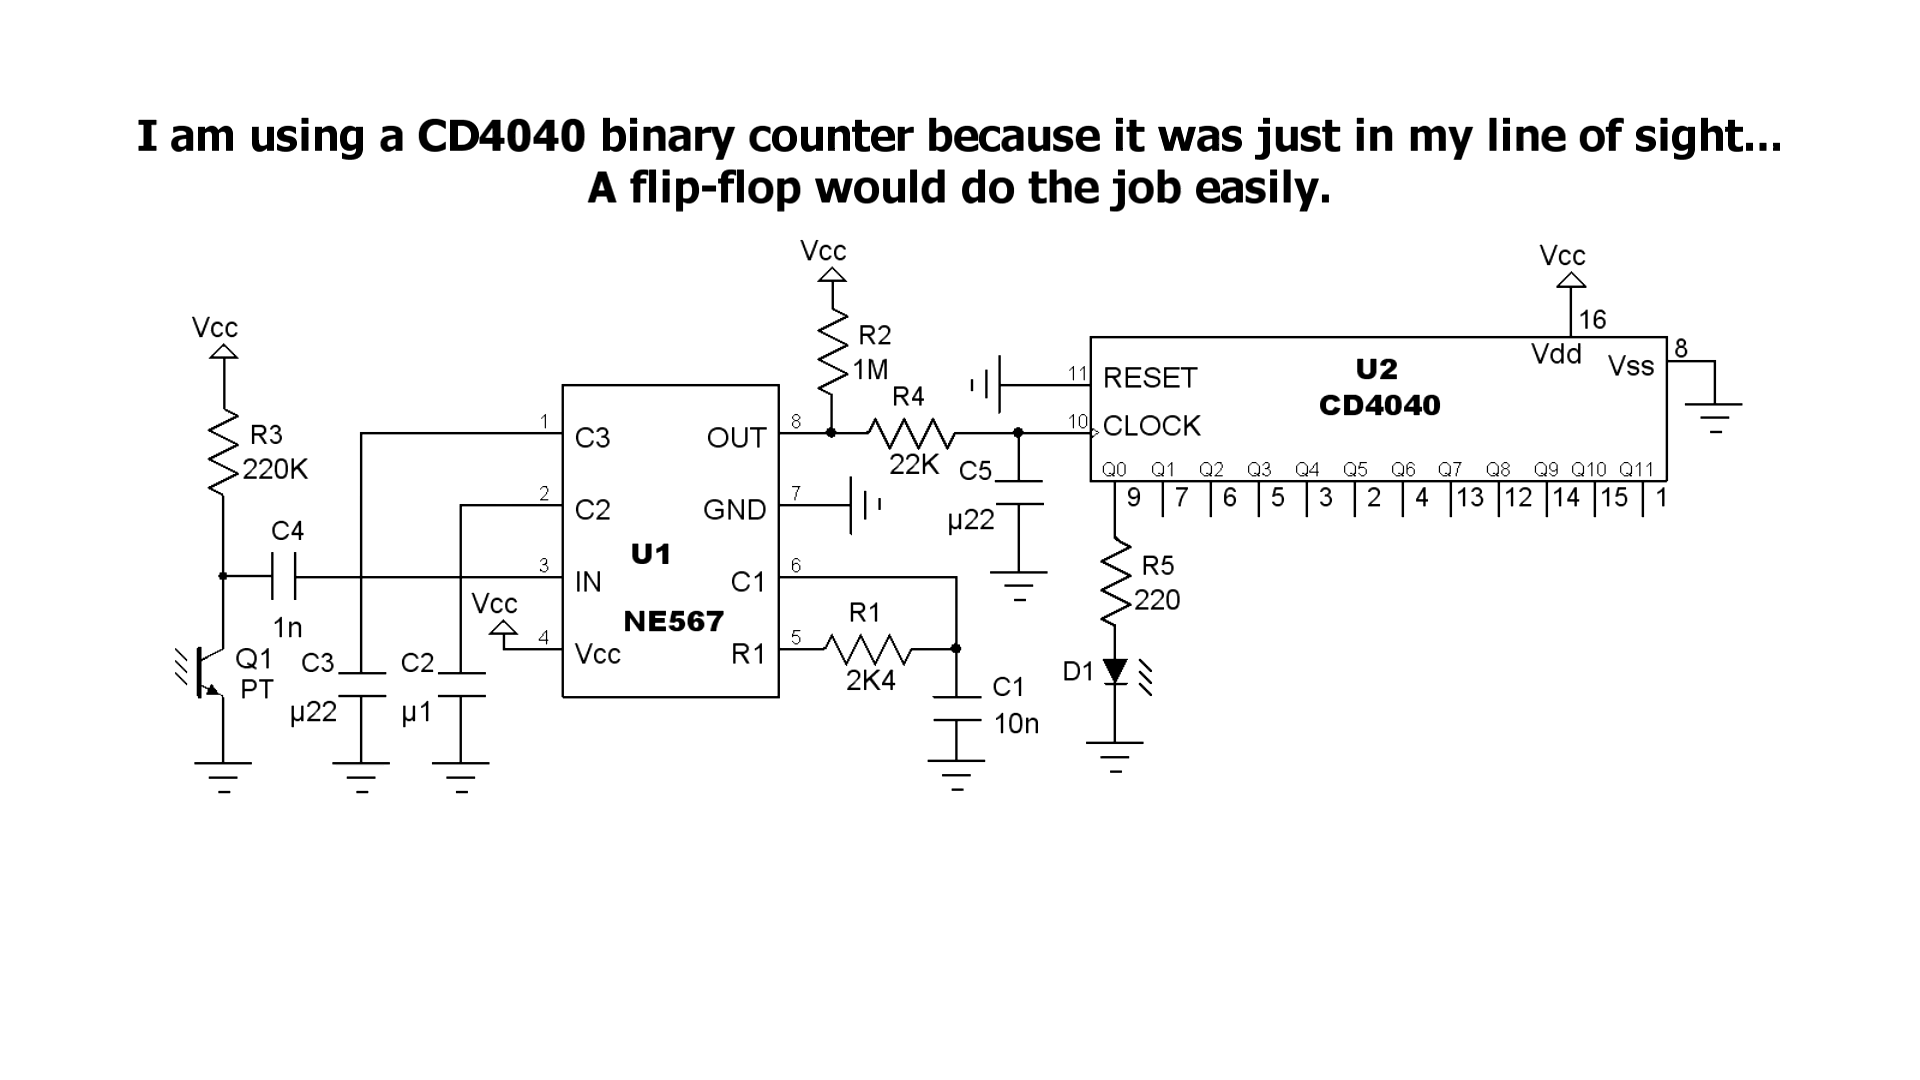 I am using a CD4040 binary counter because it was just in my line of sight...
A flip-flop would do the job easily.
Vcc
R3
220K
C4
1n
Q1
PT
C3
µ22
C2
µ1
Vcc
1
C3
2
C2
3
IN
4
Vcc
U1
NE567
OUT
8
GND
7
C1
6
R1
5
Vcc
R2
1M
R4
22K
C5
µ22
R1
2K4
C1
10n
11
RESET
10
CLOCK
U2
CD4040
Vcc
16
Vdd
Vss
8
Q0 Q1 Q2 Q3 Q4 Q5 Q6 Q7 Q8 Q9 Q10 Q11
9 7 6 5 3 2 4 13 12 14 15 1
R5
220
D1